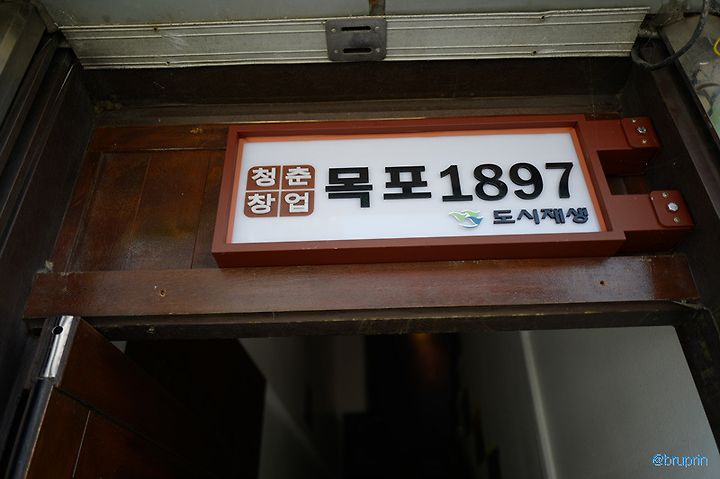 청춘
창업
목포1897
도시재생
@bruprin